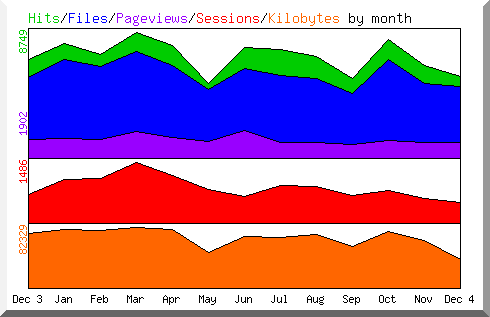 Hits/Files/Pageviews/Sessions/Kilobytes by month
8749
1902
1486
82329
Dec 3 Jan Feb Mar Apr May Jun Jul Aug Sep Oct Nov Dec 4